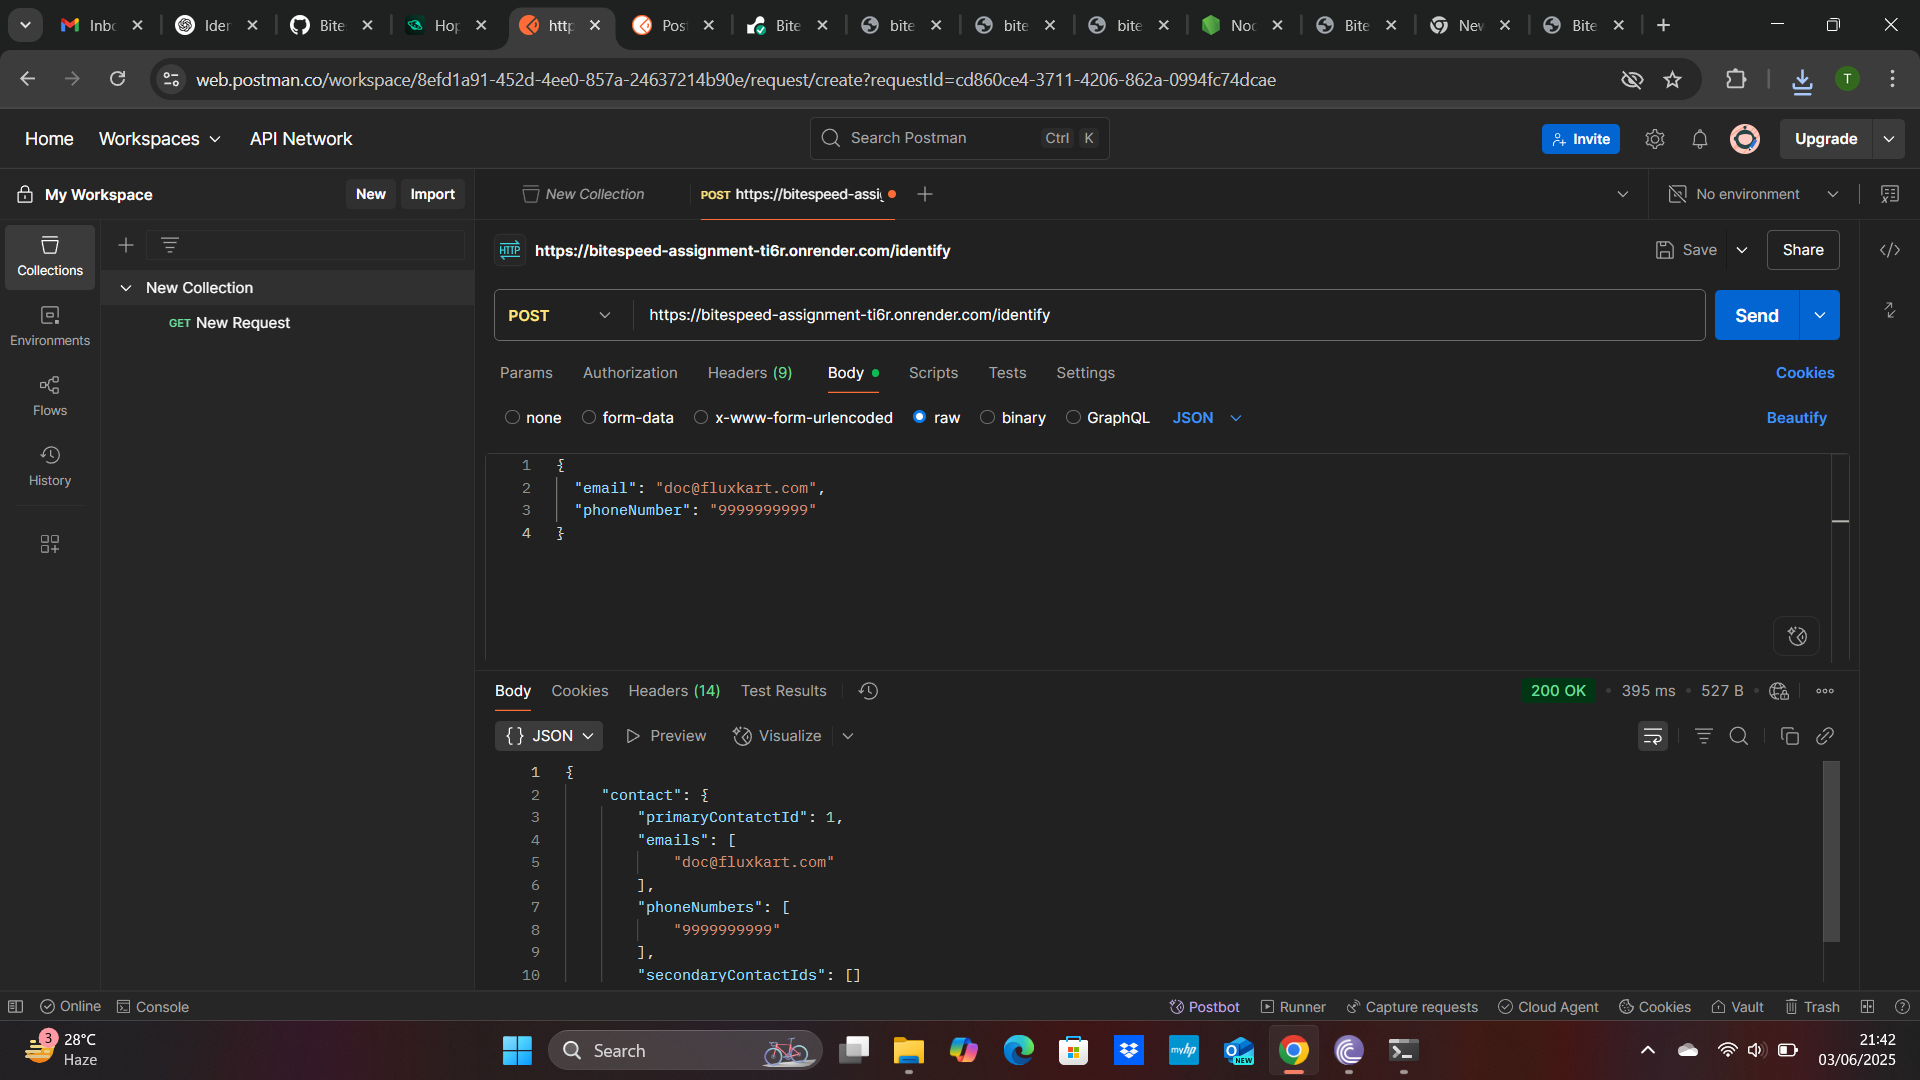 Inbo
Iden
Bite
Hop
http
Post
Bite
bite
bite
bite
Nod
Bite
New
Bite
web.postman.co/workspace/8efd1a91-452d-4ee0-857a-24637214b90e/request/create?requestId=cd860ce4-3711-4206-862a-0994fc74dcae
T
Home
Workspaces
API Network
Search Postman
Ctrl K
Invite
Upgrade
My Workspace
New
Import
New Collection
POST https://bitespeed-assi
No environment
Collections
Environments
Flows
History
New Collection
GET New Request
HTTP
https://bitespeed-assignment-ti6r.onrender.com/identify
Save
Share
POST
https://bitespeed-assignment-ti6r.onrender.com/identify
Send
Params
Authorization
Headers (9)
Body
Scripts
Tests
Settings
Cookies
none
form-data
x-www-form-urlencoded
raw
binary
GraphQL
JSON
Beautify
1 {
2 "email": "doc@fluxkart.com",
3 "phoneNumber": "9999999999"
4 }
Body
Cookies
Headers (14)
Test Results
200 OK
395 ms
527 B
{} JSON
Preview
Visualize
1 {
2 "contact": {
3 "primaryContatctId": 1,
4 "emails": [
5 "doc@fluxkart.com"
6 ],
7 "phoneNumbers": [
8 "9999999999"
9 ],
10 "secondaryContactIds": []
Online
Console
Postbot
Runner
Capture requests
Cloud Agent
Cookies
Vault
Trash
3
28°C
Haze
Search
myhp
NEW
21:42
03/06/2025